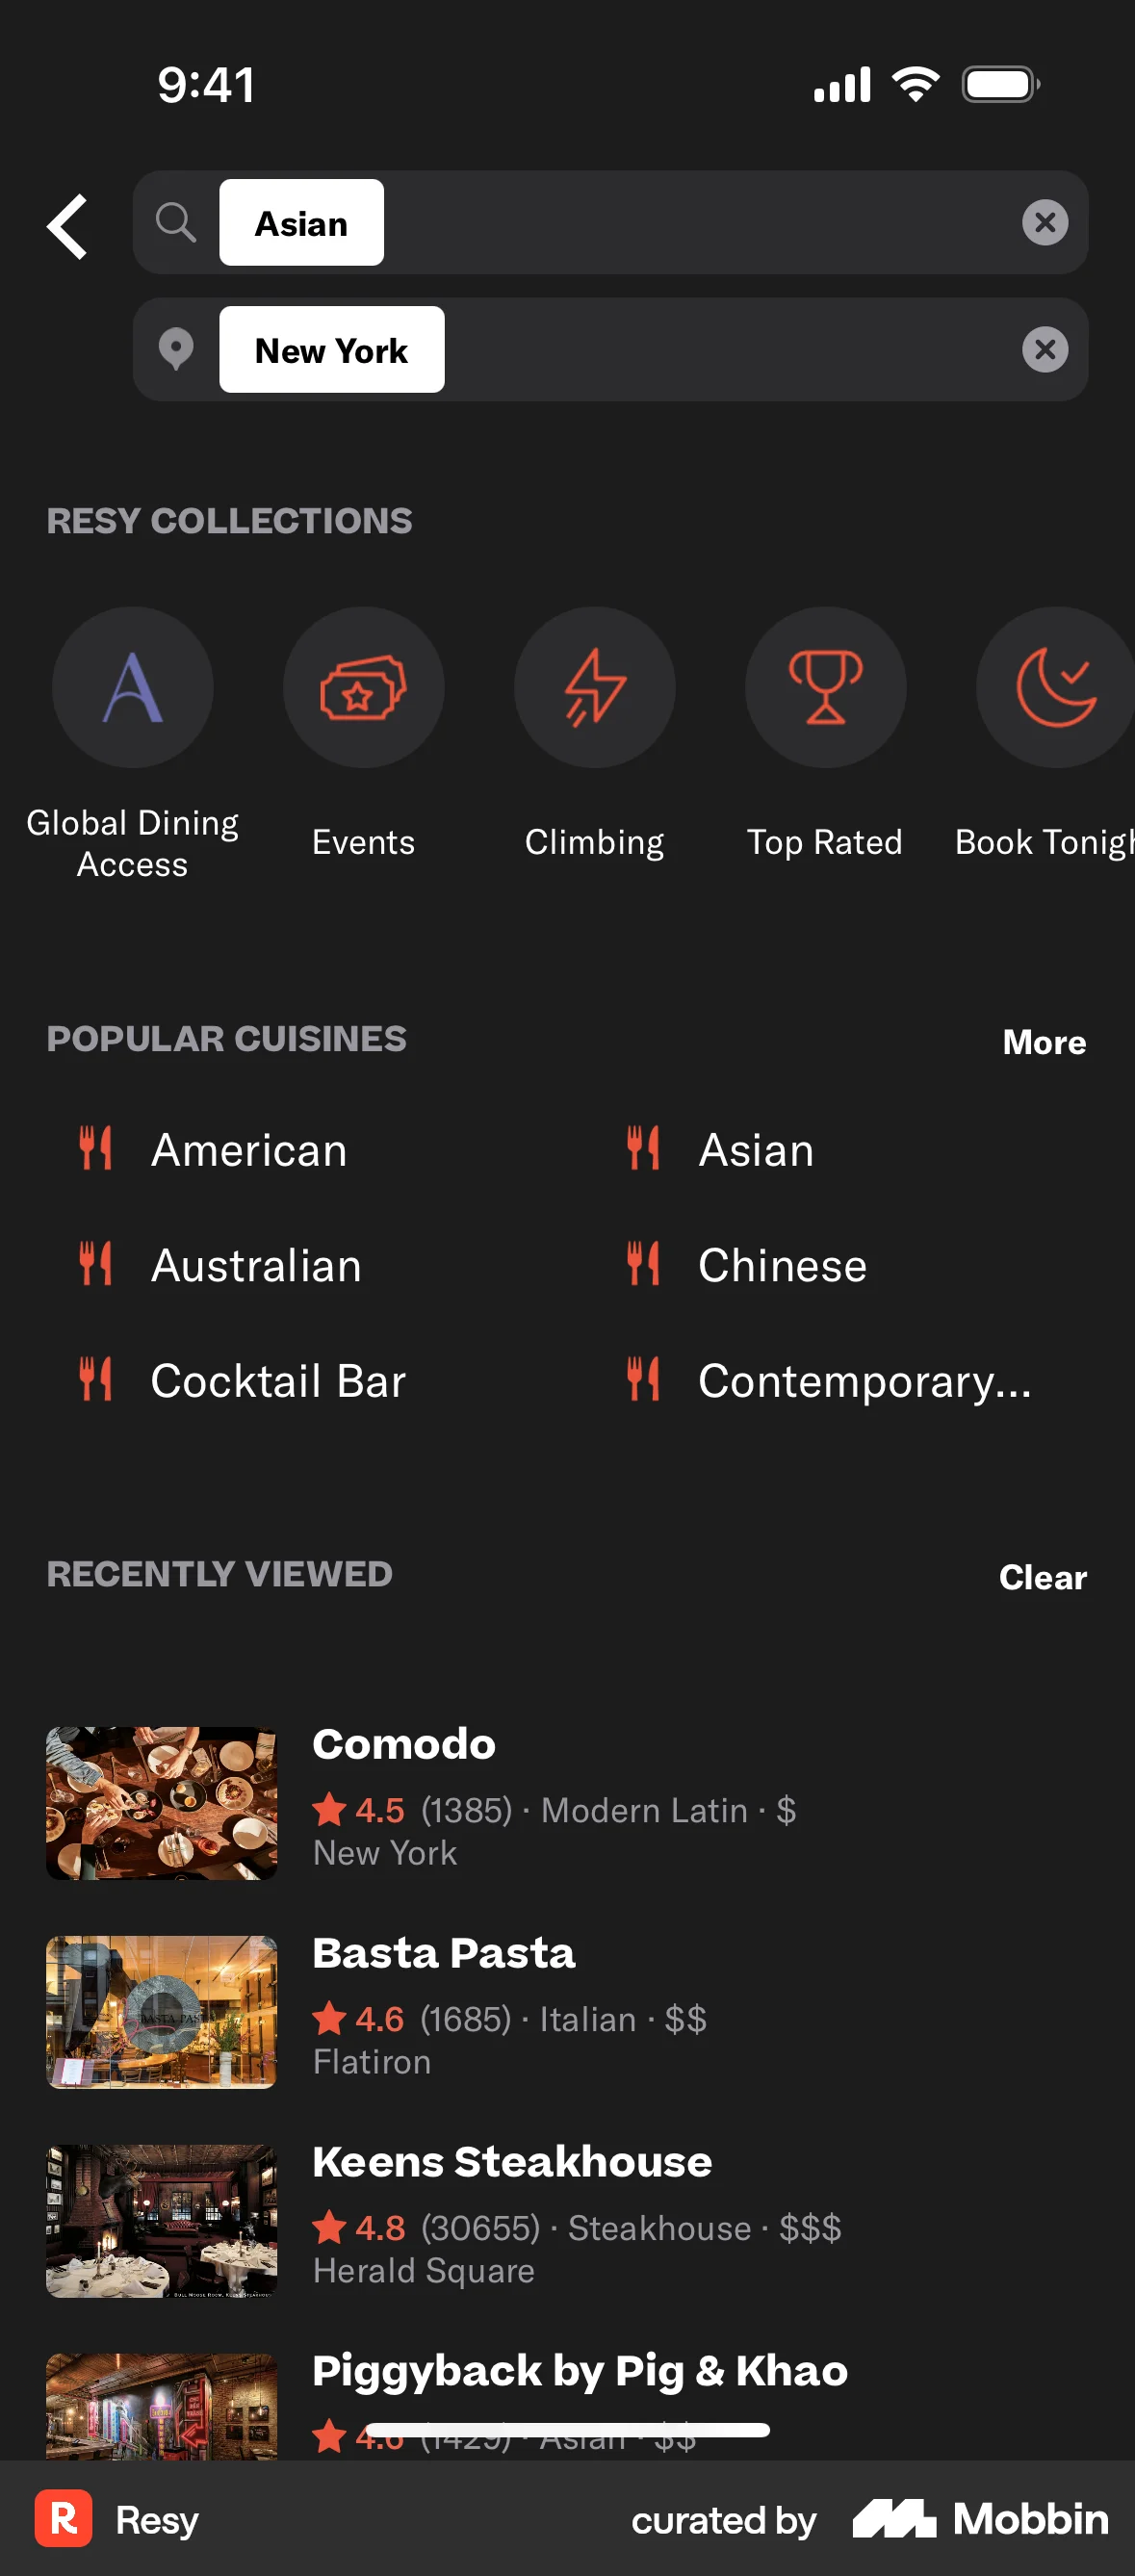 9:41
Asian
New York
RESY COLLECTIONS
Global Dining
Access
Events
Climbing
Top Rated
Book Tonigh
POPULAR CUISINES
More
American
Asian
Australian
Chinese
Cocktail Bar
Contemporary...
RECENTLY VIEWED
Clear
Comodo
4.5 (1385) · Modern Latin · $
New York
Basta Pasta
4.6 (1685) · Italian · $$
Flatiron
Keens Steakhouse
4.8 (30655) · Steakhouse · $$$
Herald Square
Piggyback by Pig & Khao
4.6 (1429) · Asian · $$
Resy
curated by Mobbin